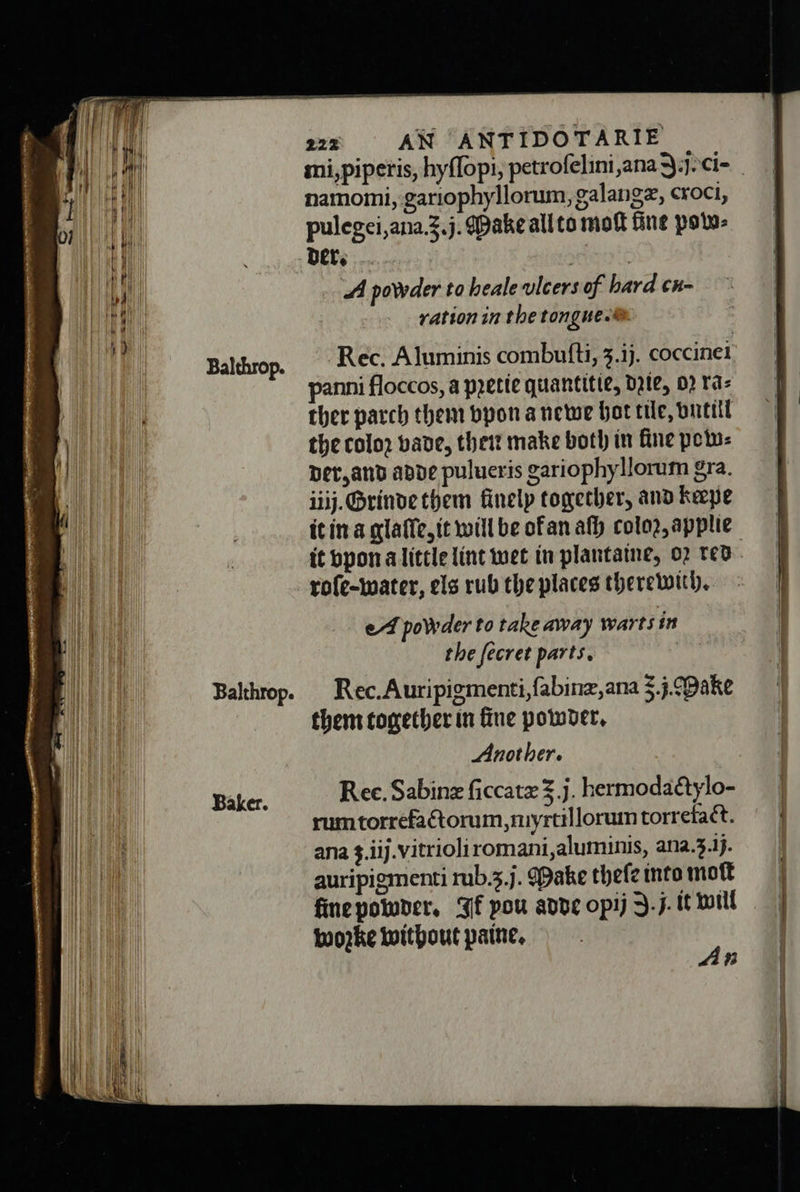 222 AN ANTIDOTARIE
mi,piperis, hyſſopi, petroſelini,ana ℈.j. ci-
namomi, gariophyllorum, galangæ, croci,
pulegei,ana.ʒ.j. Make all to moſt fine pow-
der.
A powder to heale vlcers of hard cu-
ration in the tongue.
Balthrop. Rec. Aluminis combuſti, ʒ.ij. coccinei
panni floccos, a pretie quantitie, drie, or ra-
ther parch them vpon a newe hot tile, vntill
the color vade, then make both in fine pow-
der,and adde pulueris gariophyllorum gra.
iiij. Grinde them finely together, and keepe
it in a glaſſe,it will be of an aſh color,applie
it vpon a little lint wet in plantaine, or red
roſe-water, els rub the places therewith.
A powder to take away warts in
the ſecret parts.
Balthrop. Rec.Auripigmenti,ſabinæ,ana ʒ.j.Make
them together in fine powder.
Another.
Baker. Rec. Sabinæ ſiccatæ ʒ.j. hermodactylo-
rum torrefactorum,myrtillorum torrefact.
ana ʒ.iij.vitrioli romani,aluminis, ana.ʒ.ij.
auripigmenti rub.ʒ.j. Make theſe into moſt
fine powder. If you adde opij ℈.j. it will
worke without paine.
An